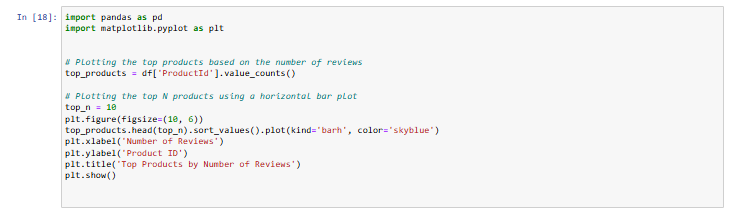 In [18]: import pandas as pd
import matplotlib.pyplot as plt
# Plotting the top products based on the number of reviews
top_products = df['ProductId'].value_counts()
# Plotting the top N products using a horizontal bar plot
top_n = 10
plt.figure(figsize=(10, 6))
top_products.head(top_n).sort_values().plot(kind='barh', color='skyblue')
plt.xlabel('Number of Reviews')
plt.ylabel('Product ID')
plt.title('Top Products by Number of Reviews')
plt.show()